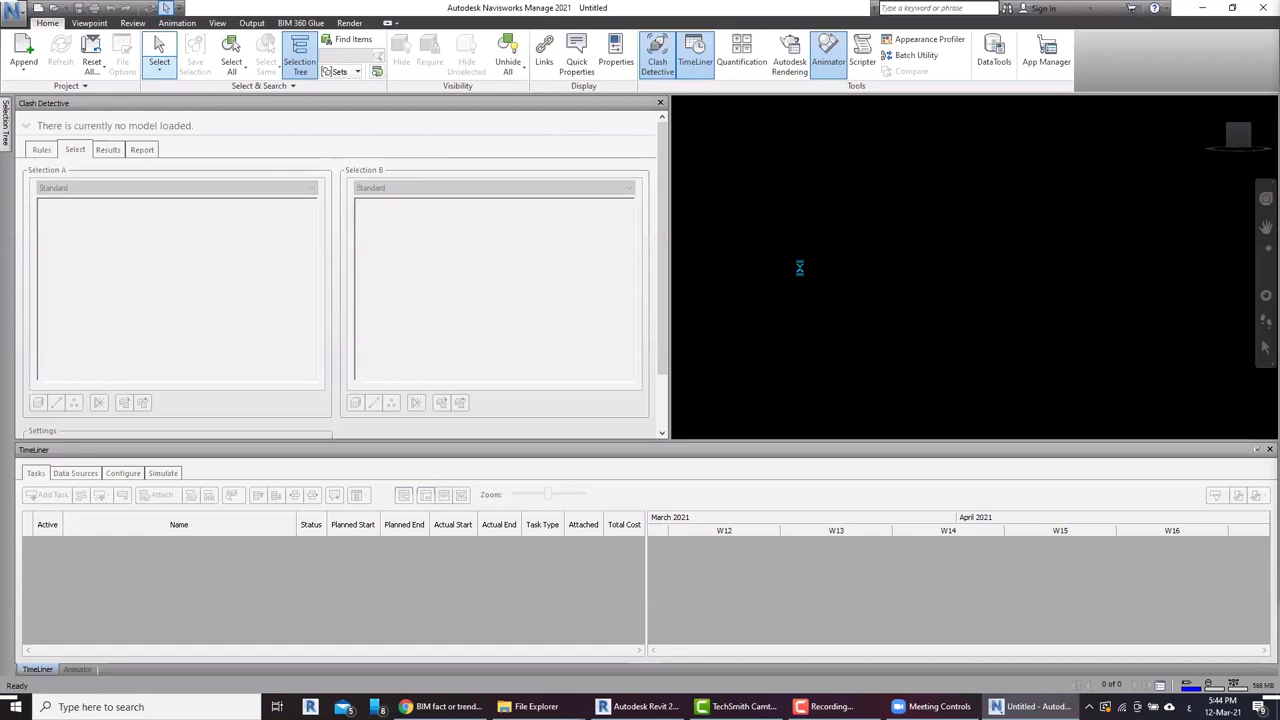 Autodesk Navisworks Manage 2021 Untitled
Type a keyword or phrase
Sign In
Home Viewpoint Review Animation View Output BIM 360 Glue Render
Append
Refresh
Reset All...
File Options
Select
Save Selection
Select All
Select Same
Selection Tree
Find Items
Sets
Hide
Require
Hide Unselected
Unhide All
Links
Quick Properties
Properties
Clash Detective
TimeLiner
Quantification
Autodesk Rendering
Animator
Scripter
Appearance Profiler
Batch Utility
Compare
DataTools
App Manager
Project Select & Search Visibility Display Tools
Selection Tree
Clash Detective
There is currently no model loaded.
Rules Select Results Report
Selection A Selection B
Standard Standard
Settings
TimeLiner
Tasks Data Sources Configure Simulate
Add Task Attach Zoom:
Active Name Status Planned Start Planned End Actual Start Actual End Task Type Attached Total Cost
March 2021 April 2021
W12 W13 W14 W15 W16
TimeLiner Animator
Ready 0 of 0 586 MB
Type here to search
BIM fact or trend...
File Explorer
Autodesk Revit 2...
TechSmith Camt...
Recording...
Meeting Controls
Untitled - Autod...
5:44 PM
12-Mar-21